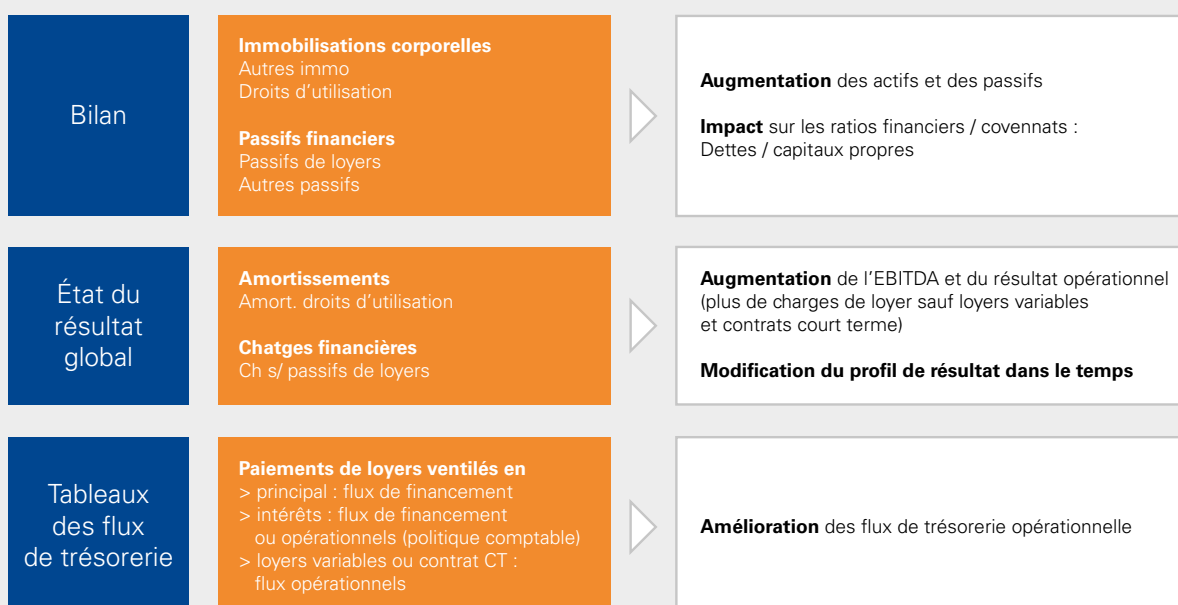 Bilan
Immobilisations corporelles
Autres immo
Droits d’utilisation
Passifs financiers
Passifs de loyers
Autres passifs
Augmentation des actifs et des passifs
Impact sur les ratios financiers / covennats :
Dettes / capitaux propres
État du
résultat
global
Amortissements
Amort. droits d’utilisation
Chatges financières
Ch s/ passifs de loyers
Augmentation de l’EBITDA et du résultat opérationnel
(plus de charges de loyer sauf loyers variables
et contrats court terme)
Modification du profil de résultat dans le temps
Tableaux
des flux
de trésorerie
Paiements de loyers ventilés en
> principal : flux de financement
> intérêts : flux de financement
ou opérationnels (politique comptable)
> loyers variables ou contrat CT :
flux opérationnels
Amélioration des flux de trésorerie opérationnelle